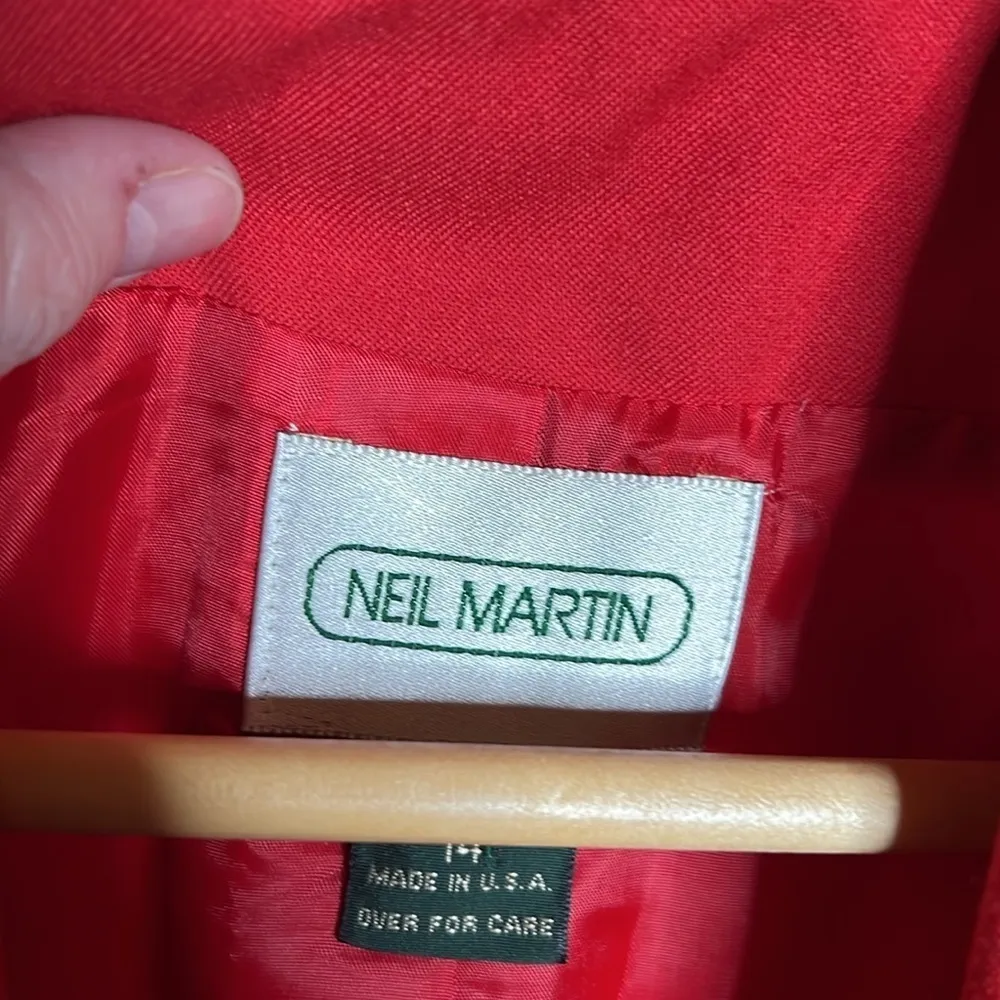 NEIL MARTIN
14
MADE IN U.S.A.
OVER FOR CARE